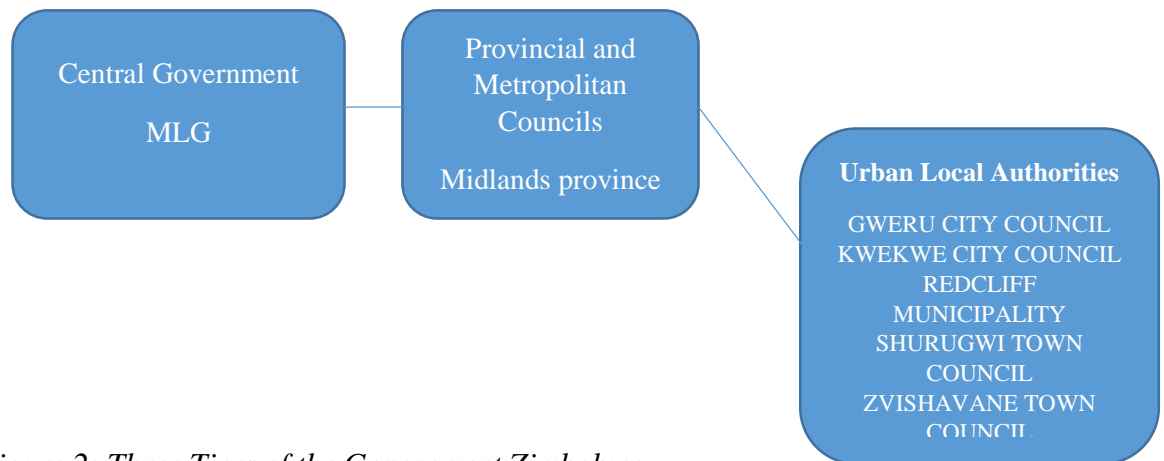 Central Government
MLG
Provincial and
Metropolitan
Councils
Midlands province
Urban Local Authorities
GWERU CITY COUNCIL
KWEKWE CITY COUNCIL
REDCLIFF
MUNICIPALITY
SHURUGWI TOWN
COUNCIL
ZVISHAVANE TOWN
COUNCIL